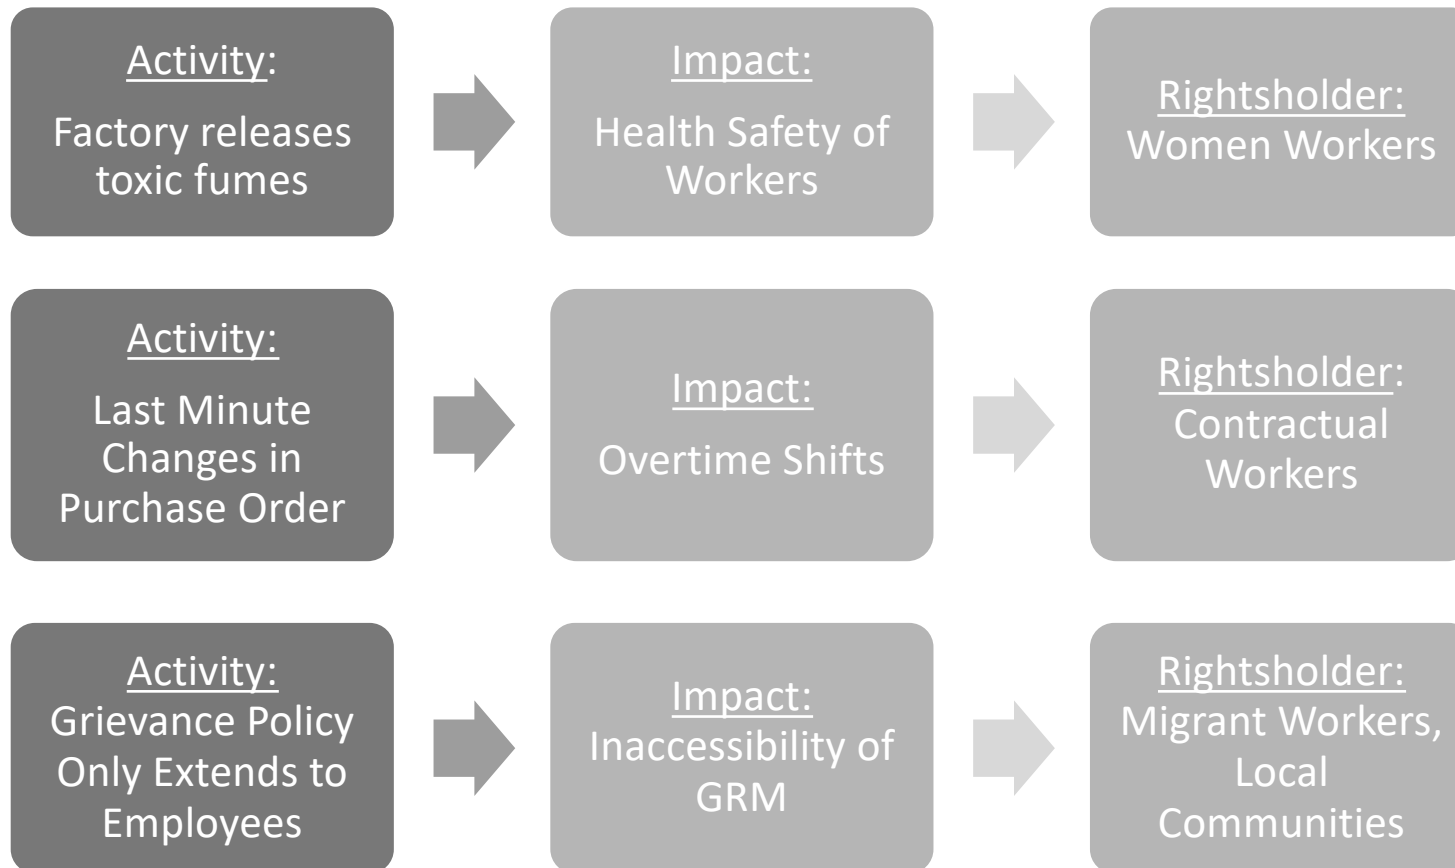 Activity:
Factory releases
toxic fumes
Impact:
Health Safety of
Workers
Rightsholder:
Women Workers
Activity:
Last Minute
Changes in
Purchase Order
Impact:
Overtime Shifts
Rightsholder:
Contractual
Workers
Activity:
Grievance Policy
Only Extends to
Employees
Impact:
Inaccessibility of
GRM
Rightsholder:
Migrant Workers,
Local
Communities